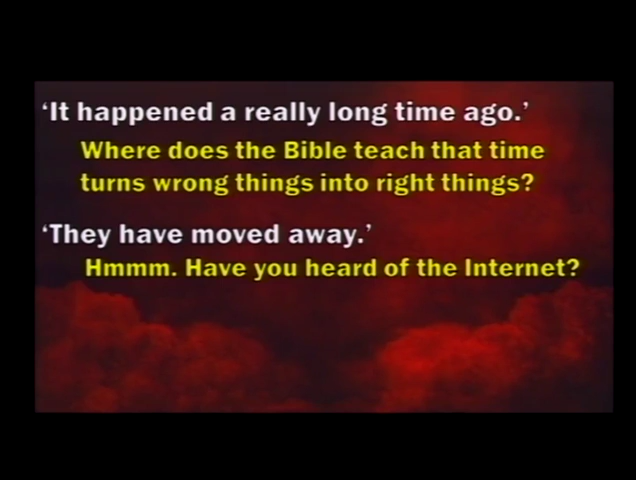 ‘It happened a really long time ago.’
Where does the Bible teach that time
turns wrong things into right things?
‘They have moved away.’
Hmmm. Have you heard of the Internet?